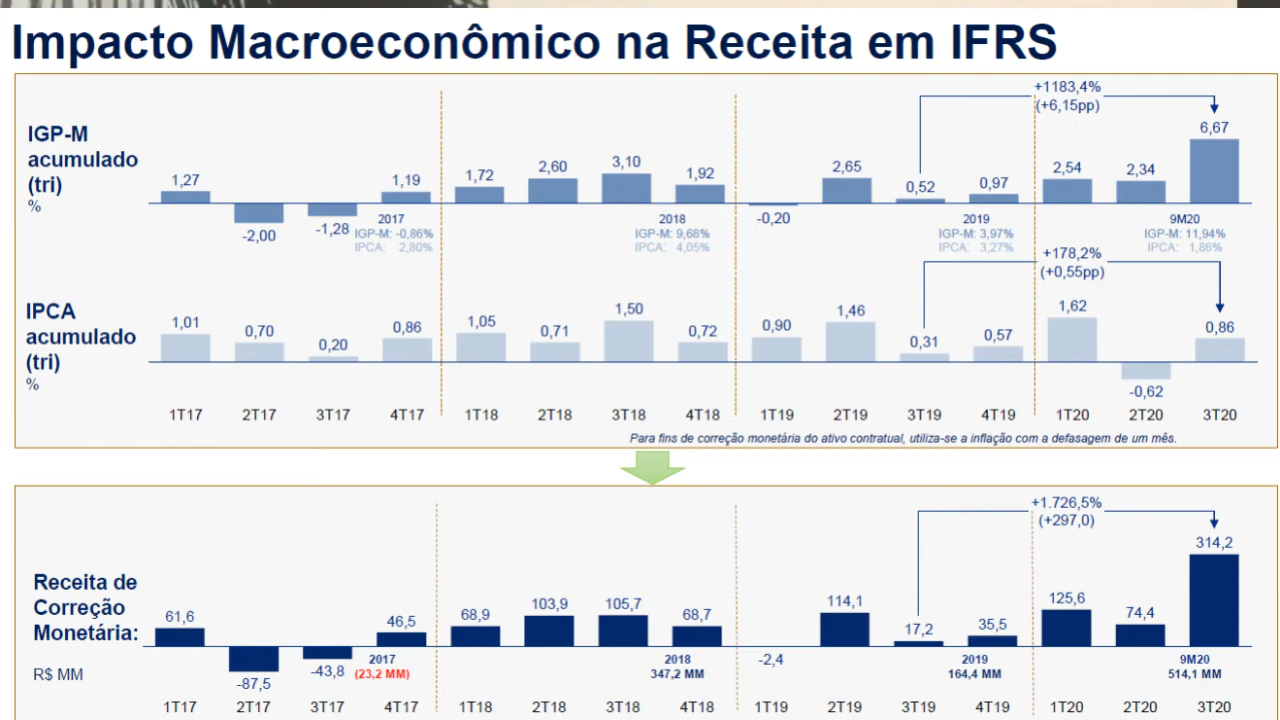 Impacto Macroeconômico na Receita em IFRS
+1183,4%
(+6,15pp)
IGP-M
acumulado
(tri)
%
1,27
-2,00
-1,28
1,19
1,72
2,60
3,10
1,92
-0,20
2,65
0,52
0,97
2,54
2,34
6,67
2017
IGP-M: -0,86%
IPCA: 2,80%
2018
IGP-M: 9,68%
IPCA: 4,05%
2019
IGP-M: 3,97%
IPCA: 3,27%
9M20
IGP-M: 11,94%
IPCA: 1,86%
+178,2%
(+0,55pp)
IPCA
acumulado
(tri)
%
1,01
0,70
0,20
0,86
1,05
0,71
1,50
0,72
0,90
1,46
0,31
0,57
1,62
-0,62
0,86
1T17 2T17 3T17 4T17 1T18 2T18 3T18 4T18 1T19 2T19 3T19 4T19 1T20 2T20 3T20
Para fins de correção monetária do ativo contratual, utiliza-se a inflação com a defasagem de um mês.
+1.726,5%
(+297,0)
Receita de
Correção
Monetária:
R$ MM
61,6
-87,5
-43,8
46,5
68,9
103,9
105,7
68,7
-2,4
114,1
17,2
35,5
125,6
74,4
314,2
2017
(23,2 MM)
2018
347,2 MM
2019
164,4 MM
9M20
514,1 MM
1T17 2T17 3T17 4T17 1T18 2T18 3T18 4T18 1T19 2T19 3T19 4T19 1T20 2T20 3T20